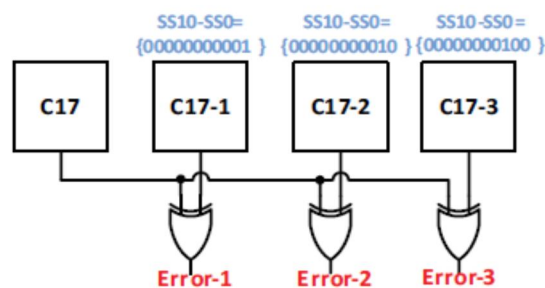 SS10-SS0= SS10-SS0= SS10-SS0=
{00000000001 } {00000000010 } {00000000100 }
C17 C17-1 C17-2 C17-3
Error-1 Error-2 Error-3